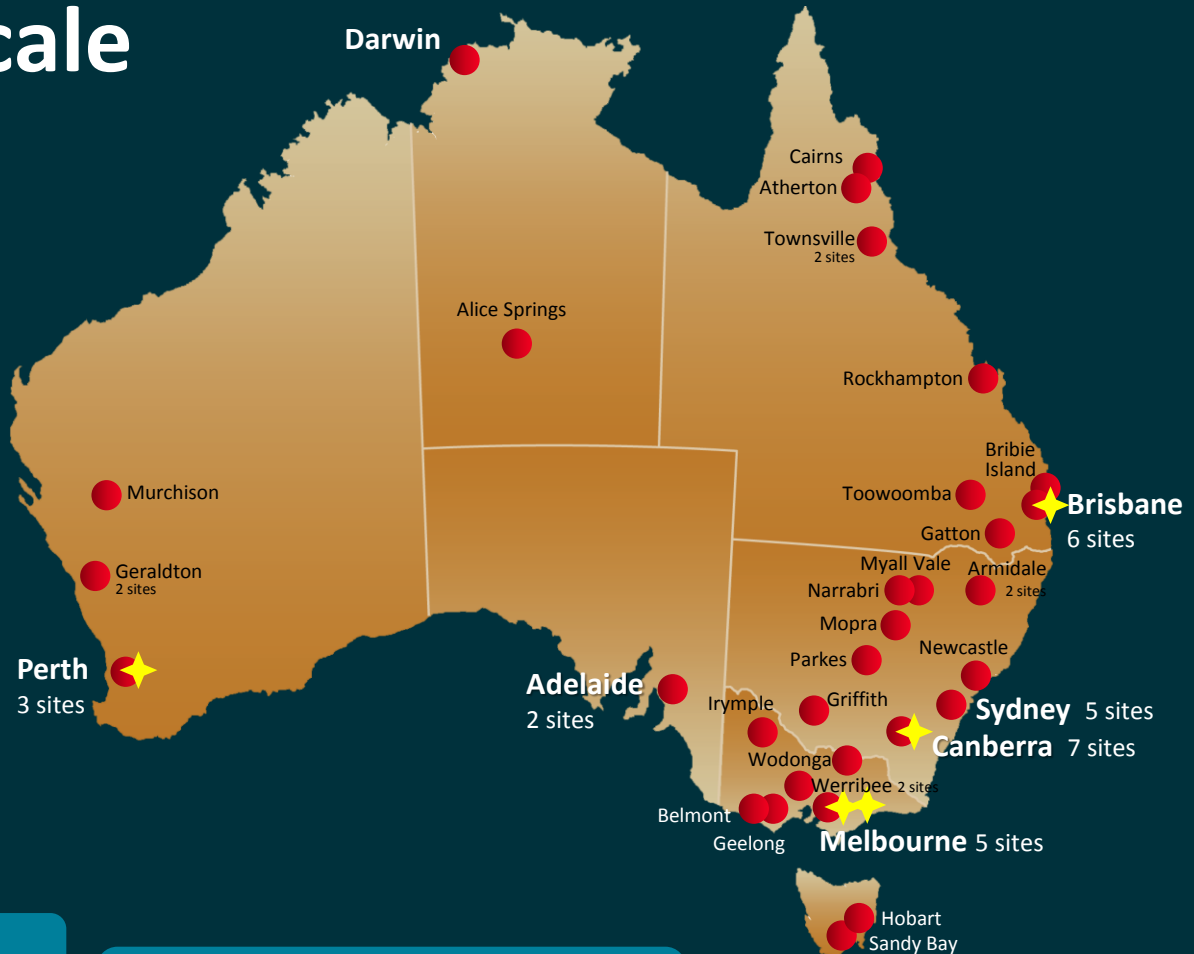 cale
Darwin
Cairns
Atherton
Townsville
2 sites
Alice Springs
Rockhampton
Bribie
Island
Murchison
Toowoomba
Brisbane
6 sites
Gatton
Myall Vale
Armidale
2 sites
Geraldton
2 sites
Narrabri
Mopra
Newcastle
Parkes
Perth
3 sites
Adelaide
2 sites
Irymple
Griffith
Sydney 5 sites
Canberra 7 sites
Wodonga
Werribee 2 sites
Belmont
Geelong
Melbourne 5 sites
Hobart
Sandy Bay